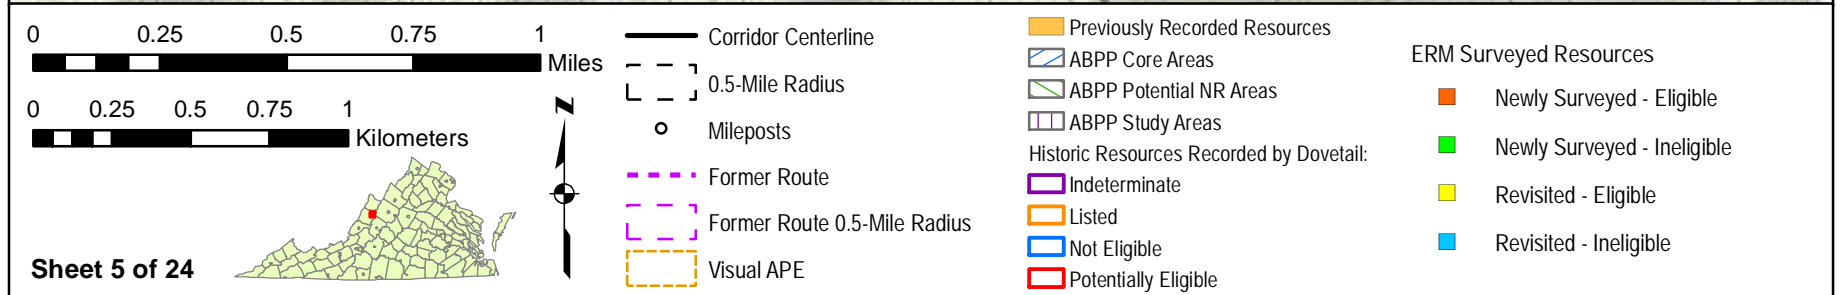 0 0.25 0.5 0.75 1
Miles
0 0.25 0.5 0.75 1
Kilometers
Sheet 5 of 24
N
Corridor Centerline
0.5-Mile Radius
Mileposts
Former Route
Former Route 0.5-Mile Radius
Visual APE
Previously Recorded Resources
ABPP Core Areas
ABPP Potential NR Areas
ABPP Study Areas
Historic Resources Recorded by Dovetail:
Indeterminate
Listed
Not Eligible
Potentially Eligible
ERM Surveyed Resources
Newly Surveyed - Eligible
Newly Surveyed - Ineligible
Revisited - Eligible
Revisited - Ineligible